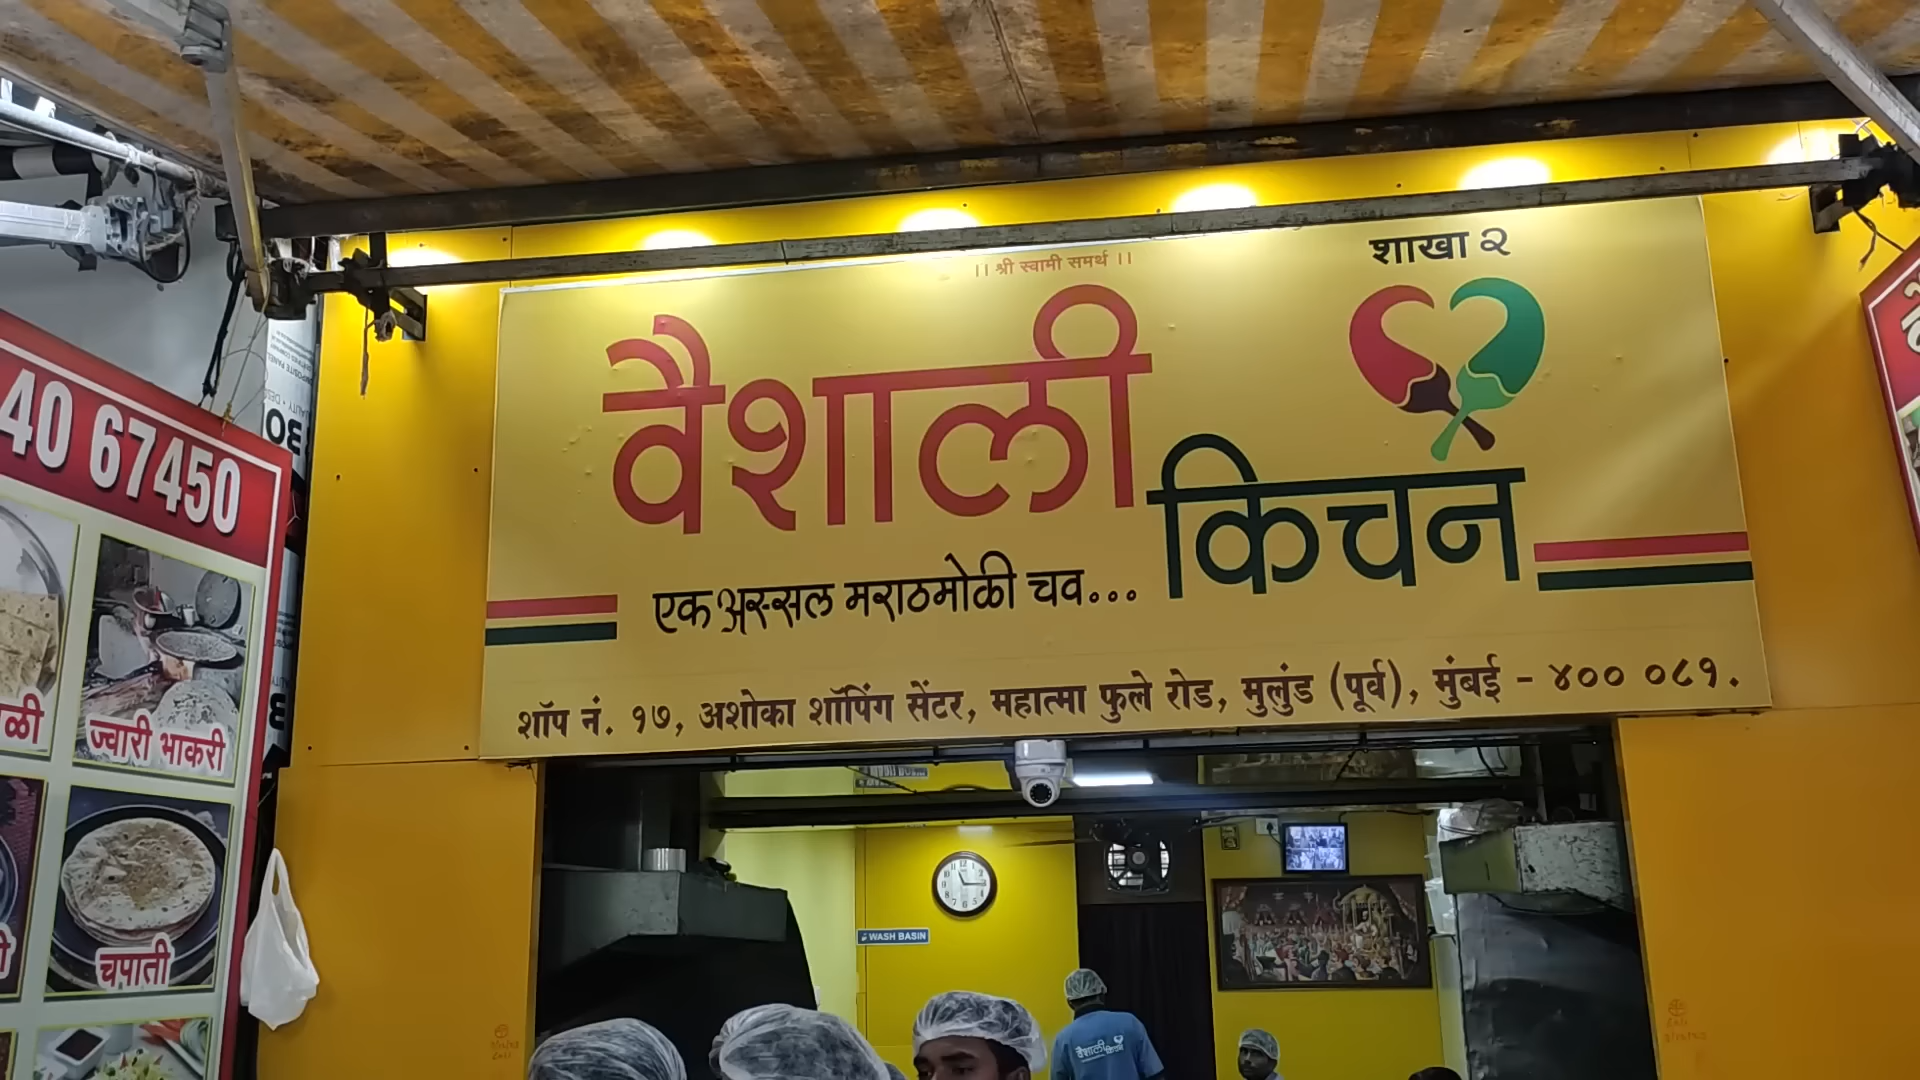 ।। श्री स्वामी समर्थ ।।
शाखा २
वैशाली
किचन
एक अस्सल मराठमोळी चव...
शॉप नं. १७, अशोका शॉपिंग सेंटर, महात्मा फुले रोड, मुलुंड (पूर्व), मुंबई - ४०० ०८१.
40 67450
ज्वारी भाकरी
चपाती
WASH BASIN
वैशाली किचन